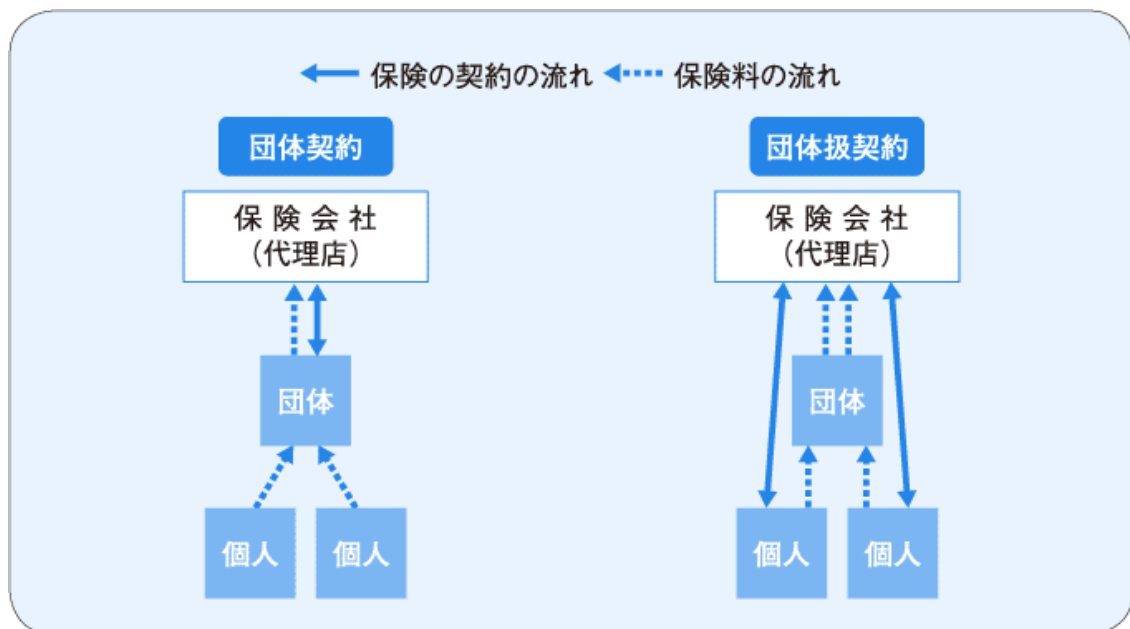 保険の契約の流れ 保険料の流れ
団体契約
保険会社
(代理店)
団体
個人 個人
団体扱契約
保険会社
(代理店)
団体
個人 個人